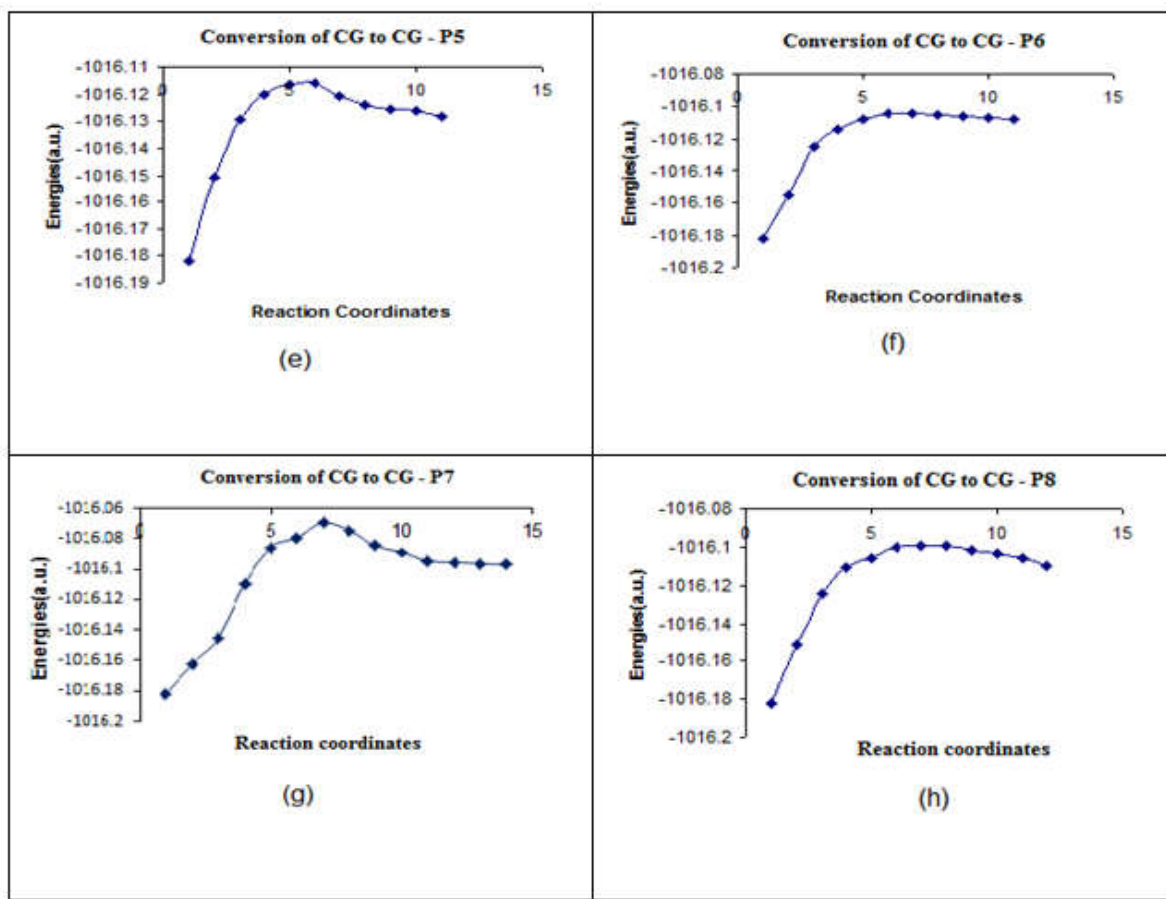 Conversion of CG to CG - P5
-1016.11
-1016.12
-1016.13
-1016.14
-1016.15
-1016.16
-1016.17
-1016.18
-1016.19
0
5
10
15
Energies(a.u.)
Reaction Coordinates
(e)
Conversion of CG to CG - P6
-1016.08
-1016.1
-1016.12
-1016.14
-1016.16
-1016.18
-1016.2
0
5
10
15
Energies(a.u.)
Reaction Coordinates
(f)
Conversion of CG to CG - P7
-1016.06
-1016.08
-1016.1
-1016.12
-1016.14
-1016.16
-1016.18
-1016.2
0
5
10
15
Energies(a.u.)
Reaction coordinates
(g)
Conversion of CG to CG - P8
-1016.08
-1016.1
-1016.12
-1016.14
-1016.16
-1016.18
-1016.2
0
5
10
15
Energies(a.u.)
Reaction coordinates
(h)